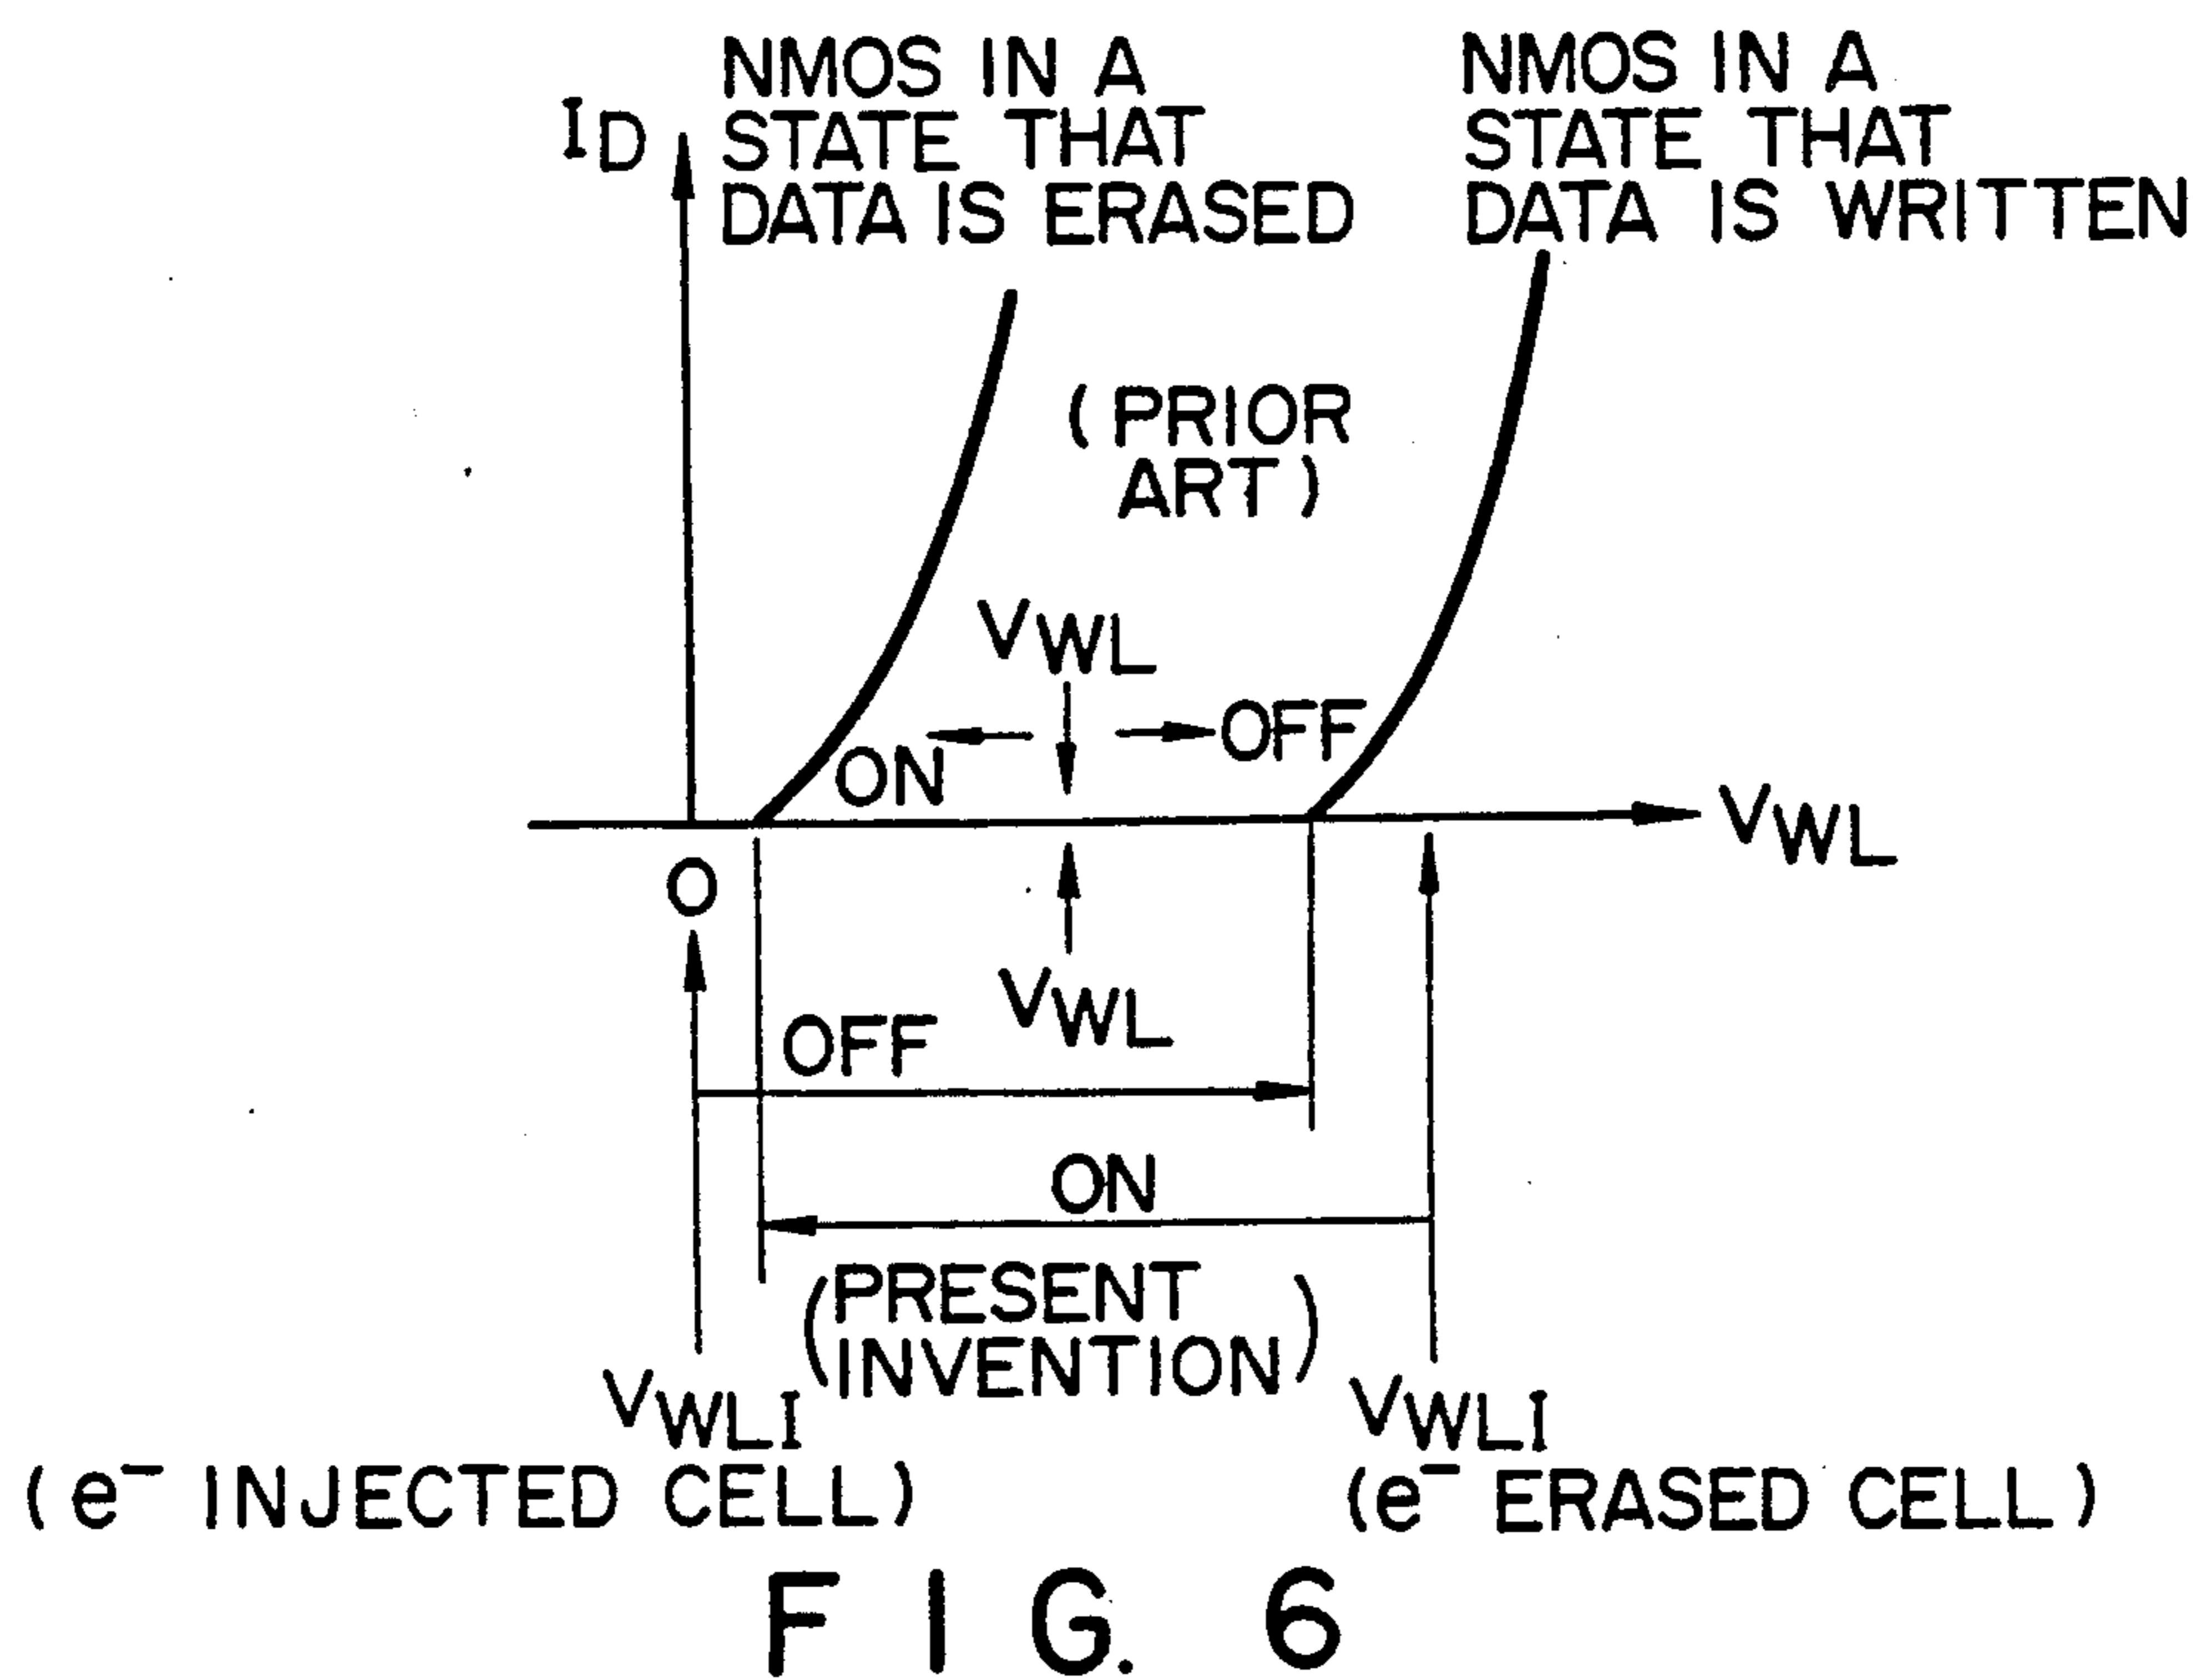 ID
NMOS IN A
STATE THAT
DATA IS ERASED
NMOS IN A
STATE THAT
DATA IS WRITTEN
(PRIOR
ART)
VWL
ON
OFF
VWL
O
VWL
OFF
ON
(PRESENT
INVENTION)
VWLI
(e⁻ INJECTED CELL)
VWLI
(e⁻ ERASED CELL)
FIG. 6